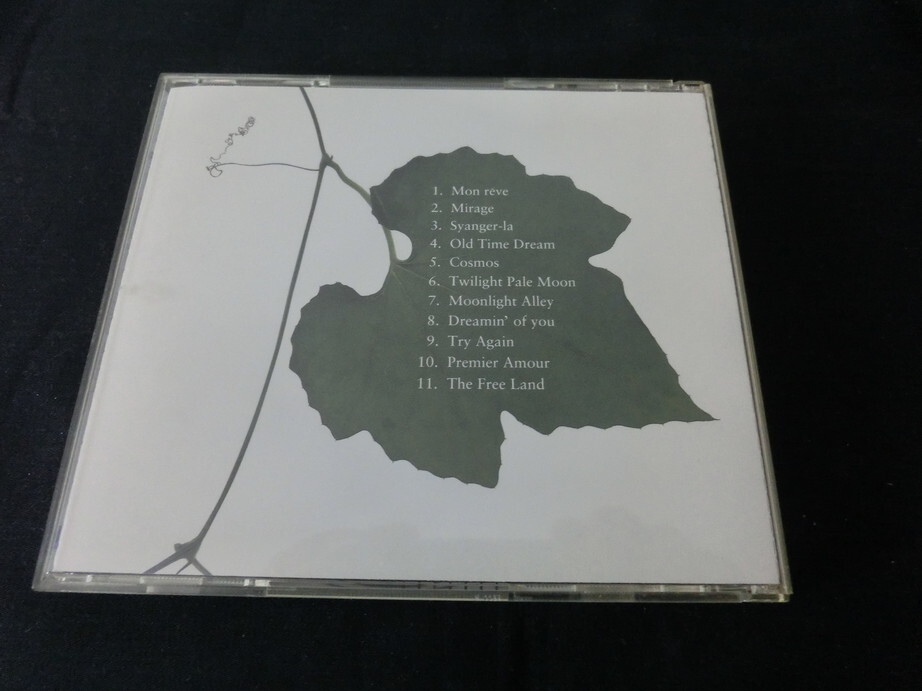 1. Mon rêve
2. Mirage
3. Syanger-la
4. Old Time Dream
5. Cosmos
6. Twilight Pale Moon
7. Moonlight Alley
8. Dreamin' of you
9. Try Again
10. Premier Amour
11. The Free Land